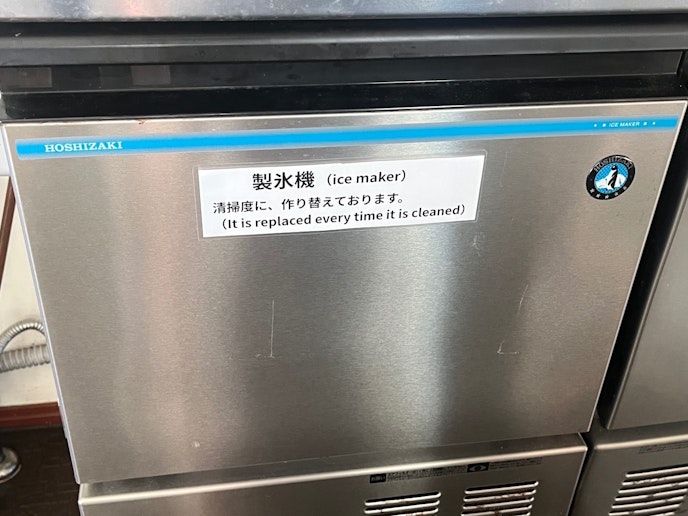 HOSHIZAKI
ICE MAKER
HOSHIZAKI
製氷機 （ice maker）
清掃度に、作り替えております。
（It is replaced every time it is cleaned）